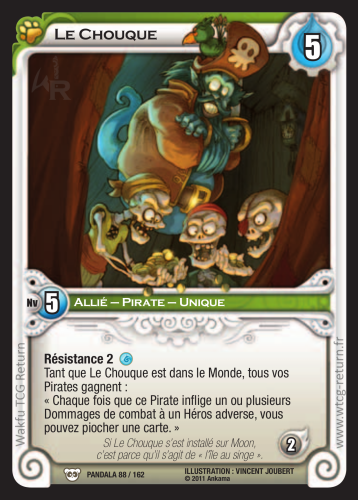 Le Chouque
5
Nv 5
Allié – Pirate – Unique
Résistance 2
Tant que Le Chouque est dans le Monde, tous vos
Pirates gagnent :
« Chaque fois que ce Pirate inflige un ou plusieurs
Dommages de combat à un Héros adverse, vous
pouvez piocher une carte. »
Si Le Chouque s'est installé sur Moon,
c'est parce qu'il s'agit de « l'île au singe ».
2
PANDALA 88 / 162
ILLUSTRATION : VINCENT JOUBERT
© 2011 Ankama
Wakfu TCG Return
www.wtcg-return.fr